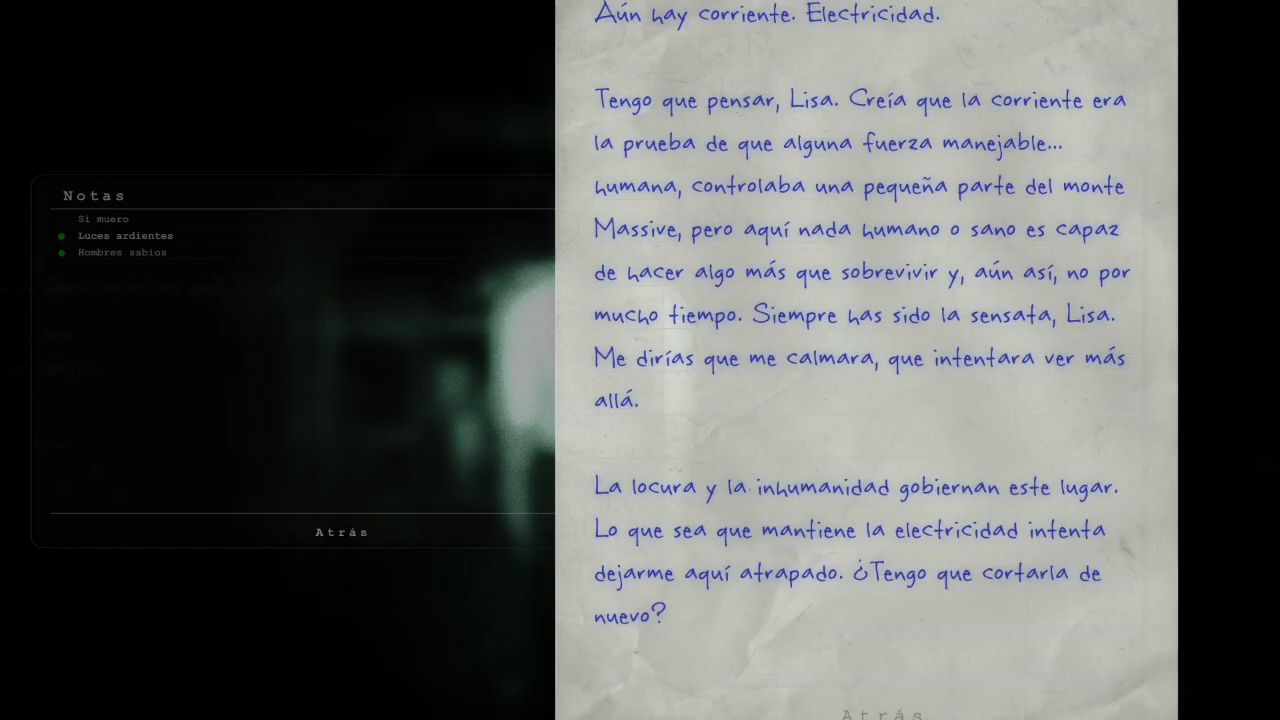 Notas
Si muero
Luces ardientes
Hombres sabios
Atrás
Aún hay corriente. Electricidad.
Tengo que pensar, Lisa. Creía que la corriente era
la prueba de que alguna fuerza manejable...
humana, controlaba una pequeña parte del monte
Massive, pero aquí nada humano o sano es capaz
de hacer algo más que sobrevivir y, aún así, no por
mucho tiempo. Siempre has sido la sensata, Lisa.
Me dirías que me calmara, que intentara ver más
allá.
La locura y la inhumanidad gobiernan este lugar.
Lo que sea que mantiene la electricidad intenta
dejarme aquí atrapado. ¿Tengo que cortarla de
nuevo?
Atrás